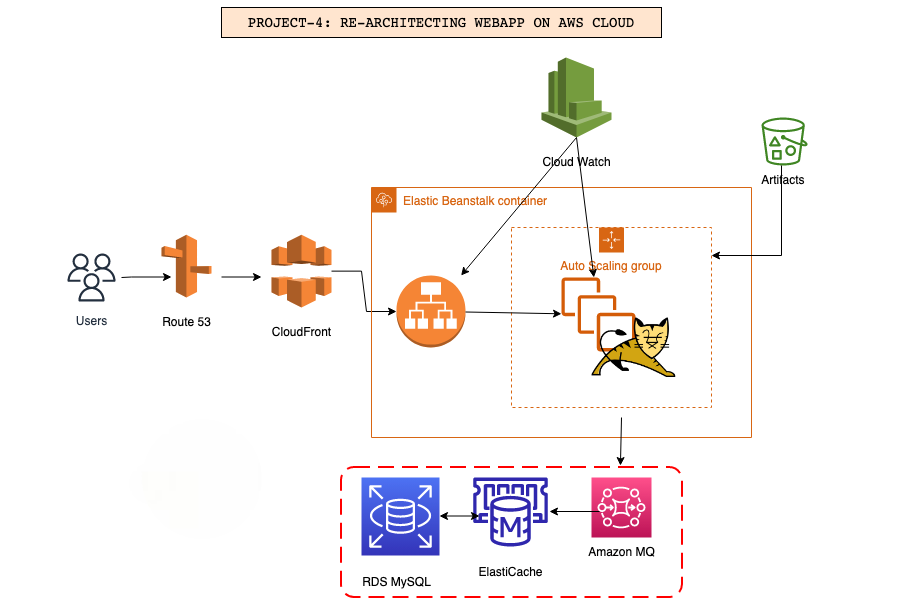 PROJECT-4: RE-ARCHITECTING WEBAPP ON AWS CLOUD
Cloud Watch
Artifacts
Elastic Beanstalk container
Auto Scaling group
Users
Route 53
CloudFront
M
Amazon MQ
ElastiCache
RDS MySQL